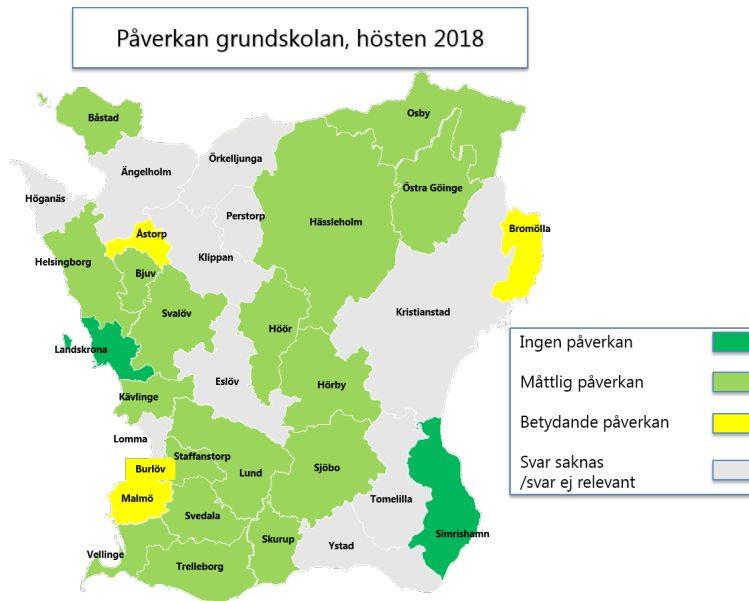 Påverkan grundskolan, hösten 2018
Osby
Båstad
Örkelljunga
Ängelholm
Östra Göinge
Höganäs
Perstorp
Hässleholm
Bromölla
Åstorp
Klippan
Helsingborg
Bjuv
Kristianstad
Svalöv
Höör
Landskrona
Eslöv
Hörby
Kävlinge
Lomma
Staffanstorp
Burlöv
Lund
Sjöbo
Malmö
Tomelilla
Svedala
Simrishamn
Skurup
Ystad
Vellinge
Trelleborg
Ingen påverkan
Måttlig påverkan
Betydande påverkan
Svar saknas
/svar ej relevant